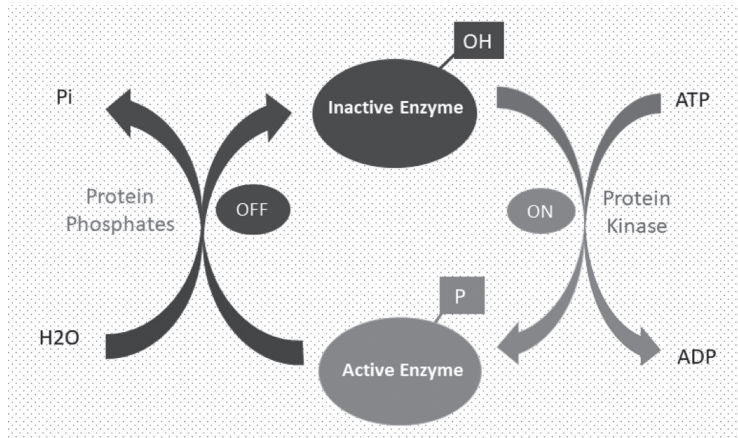 OH
Pi
Inactive Enzyme
ATP
Protein
Phosphates
OFF
ON
Protein
Kinase
P
H2O
Active Enzyme
ADP